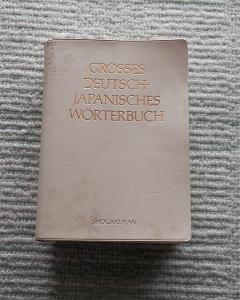 GROSSES
DEUTSCH-
JAPANISCHES
WÖRTERBUCH
SHOGAKUKAN